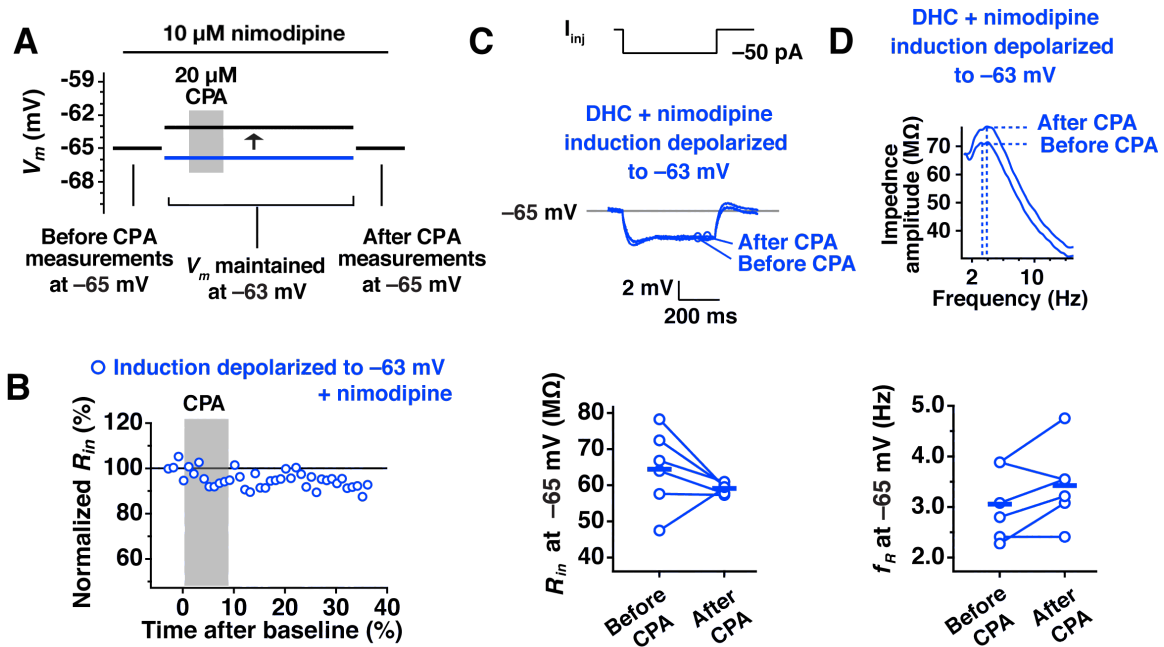 A
10 µM nimodipine
20 µM
CPA
-59
-62
-65
-68
Vm (mV)
Before CPA
measurements
at –65 mV
Vm maintained
at –63 mV
After CPA
measurements
at –65 mV
C
Iinj
–50 pA
DHC + nimodipine
induction depolarized
to –63 mV
–65 mV
After CPA
Before CPA
2 mV
200 ms
D
DHC + nimodipine
induction depolarized
to –63 mV
After CPA
Before CPA
Impednce
amplitude (MΩ)
70
60
50
40
2
10
Frequency (Hz)
B
Induction depolarized to –63 mV
+ nimodipine
CPA
Normalized Rin (%)
120
100
80
60
0
10
20
30
40
Time after baseline (%)
Rin at –65 mV (MΩ)
80
70
60
50
40
Before
CPA
After
CPA
fR at –65 mV (Hz)
5.0
4.0
3.0
2.0
Before
CPA
After
CPA